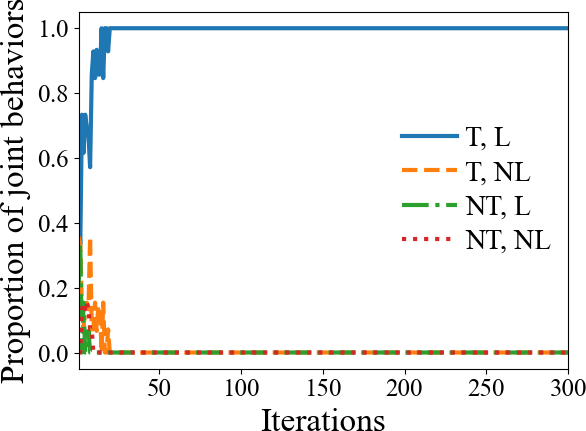 Proportion of joint behaviors
1.0
0.8
0.6
0.4
0.2
0.0
T, L
T, NL
NT, L
NT, NL
50 100 150 200 250 300
Iterations